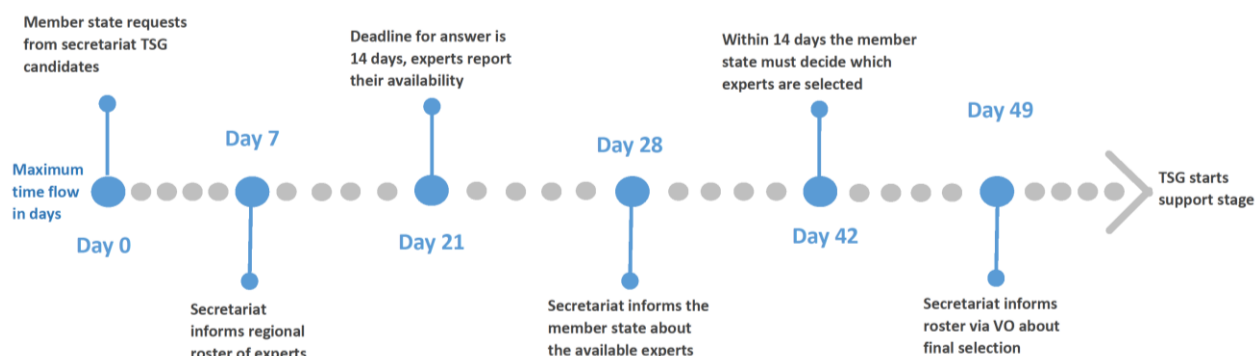 Member state requests
from secretariat TSG
candidates
Deadline for answer is
14 days, experts report
their availability
Within 14 days the member
state must decide which
experts are selected
Day 7
Day 28
Day 49
Maximum
time flow
in days
TSG starts
support stage
Day 0
Day 21
Day 42
Secretariat
informs regional
roster of experts
Secretariat informs the
member state about
the available experts
Secretariat informs
roster via VO about
final selection